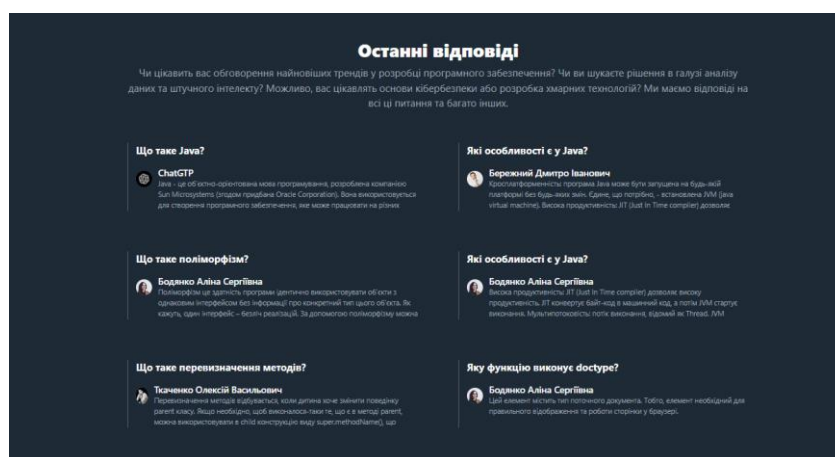 Останні відповіді
Чи цікавить вас обговорення найновіших трендів у розробці програмного забезпечення? Чи ви шукаєте рішення в галузі аналізу
даних та штучного інтелекту? Можливо, вас цікавлять основи кібербезпеки або розробка хмарних технологій? Ми маємо відповіді на
всі ці питання та багато інших.
Що таке Java?
ChatGTP
Java - це об'єктно-орієнтована мова програмування, розроблена компанією
Sun Microsystems (згодом придбана Oracle Corporation). Вона використовується
для створення програмного забезпечення, яке може працювати на різних
Які особливості є у Java?
Бережний Дмитро Іванович
Кросплатформенність: програма Java може бути запущена на будь-якій
платформі без будь-яких змін. Єдине, що потрібно, – встановлена JVM (java
virtual machine). Висока продуктивність: JIT (Just In Time compiler) дозволяє
Що таке поліморфізм?
Бодянко Аліна Сергіївна
Поліморфізм це здатність програми ідентично використовувати об'єкти з
однаковим інтерфейсом без інформації про конкретний тип цього об'єкта. Як
кажуть, один інтерфейс – безліч реалізацій. За допомогою поліморфізму можна
Які особливості є у Java?
Бодянко Аліна Сергіївна
Висока продуктивність: JIT (Just In Time compiler) дозволяє високу
продуктивність. JIT конвертує байт-код в машинний код, а потім JVM стартує
виконання. Мультипотоковість: потік виконання, відомий як Thread. JVM
Що таке перевизначення методів?
Ткаченко Олексій Васильович
Перевизначення методів відбувається, коли дитина хоче змінити поведінку
parent класу. Якщо необхідно, щоб виконалося-таки те, що є в методі parent,
можна використовувати в child конструкцію виду super.methodName(), що
Яку функцію виконує doctype?
Бодянко Аліна Сергіївна
Цей елемент містить тип поточного документа. Тобто, елемент необхідний для
правильного відображення та роботи сторінки у браузері.